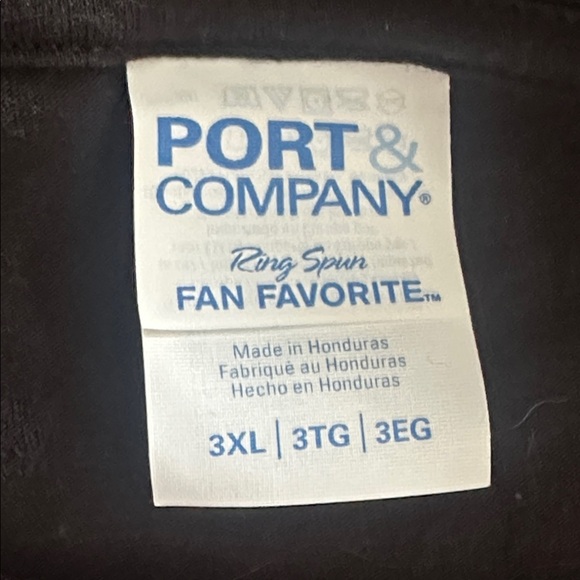 PORT &
COMPANY®
Ring Spun
FAN FAVORITE™
Made in Honduras
Fabriqué au Honduras
Hecho en Honduras
3XL | 3TG | 3EG